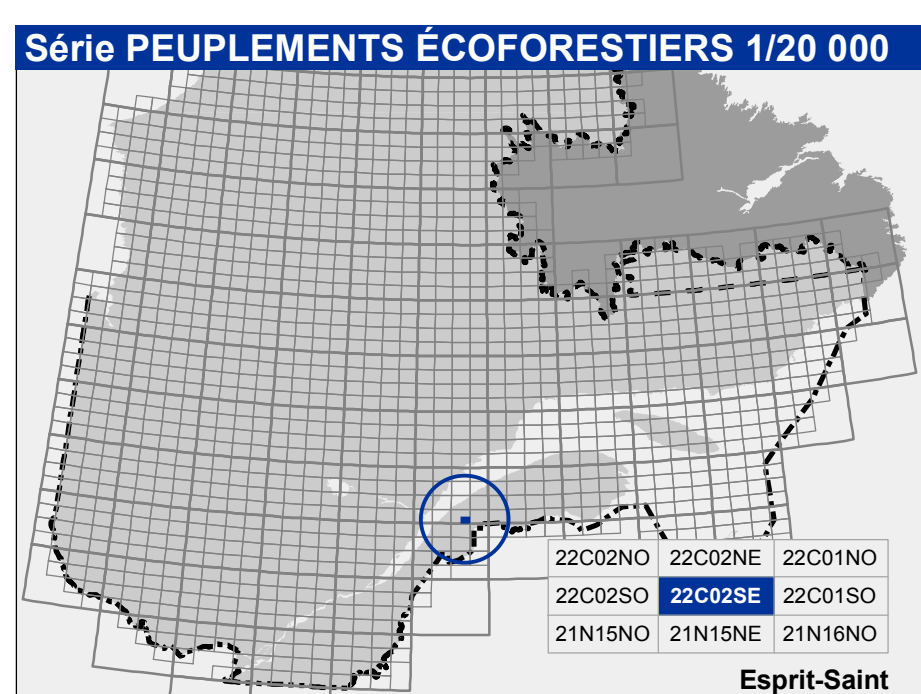 Série PEUPLEMENTS ÉCOFORESTIERS 1/20 000
22C02NO 22C02NE 22C01NO
22C02SO 22C02SE 22C01SO
21N15NO 21N15NE 21N16NO
Esprit-Saint